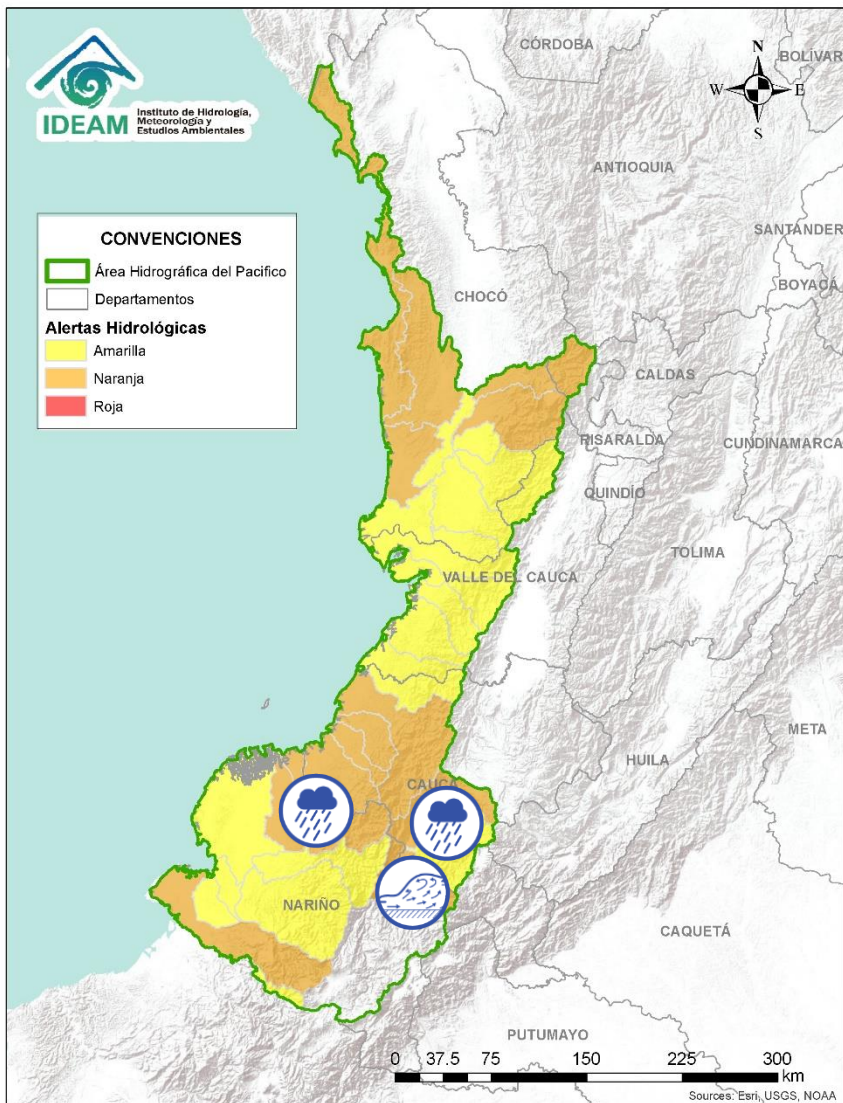 IDEAM
Instituto de Hidrología,
Meteorología y
Estudios Ambientales
CÓRDOBA
BOLÍVAR
N
W
E
S
ANTIOQUIA
SANTANDER
BOYACÁ
CONVENCIONES
Área Hidrográfica del Pacifico
Departamentos
Alertas Hidrológicas
Amarilla
Naranja
Roja
CHOCÓ
CALDAS
RISARALDA
CUNDINAMARCA
QUINDÍO
TOLIMA
VALLE DEL CAUCA
META
HUILA
CAUCA
NARIÑO
CAQUETÁ
PUTUMAYO
0 37.5 75 150 225 300
km
Sources: Esri, USGS, NOAA